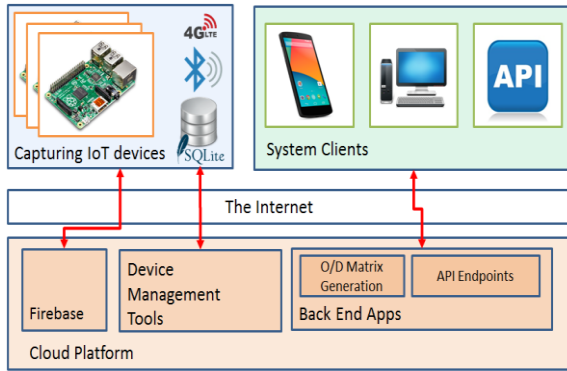 4G LTE
SQLite
API
Capturing IoT devices
System Clients
The Internet
O/D Matrix
Generation
API Endpoints
Device
Management
Tools
Firebase
Back End Apps
Cloud Platform